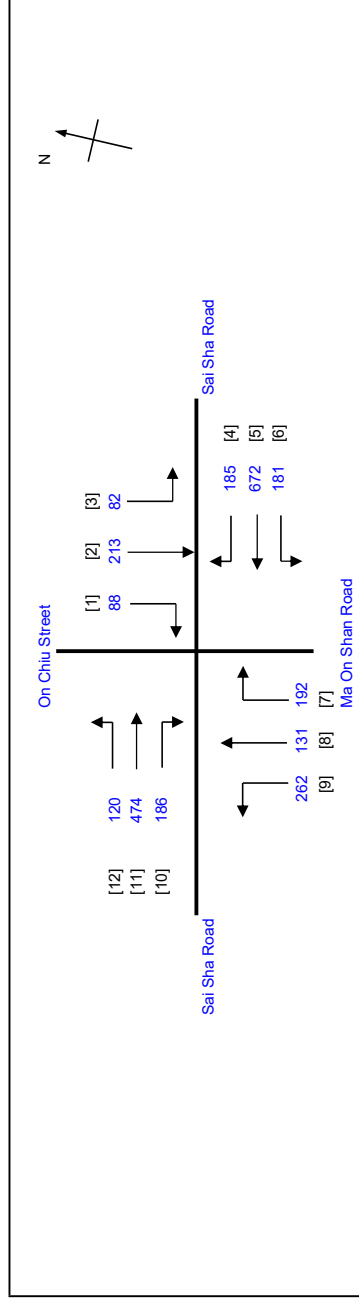 N
On Chiu Street
[1] [2] [3]
88 213 82
[12] 120
[11] 474
[10] 186
Sai Sha Road
Sai Sha Road
185 [4]
672 [5]
181 [6]
262 131 192
[9] [8] [7]
Ma On Shan Road